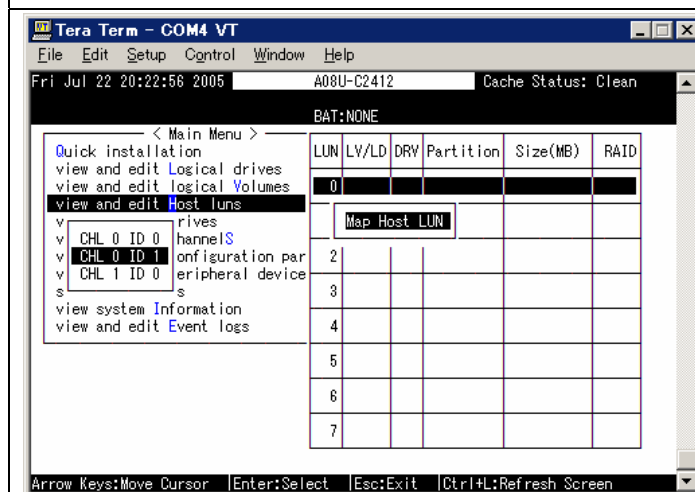 Tera Term - COM4 VT
File Edit Setup Control Window Help
Fri Jul 22 20:22:56 2005 A08U-C2412 Cache Status: Clean
BAT:NONE
< Main Menu >
Quick installation
view and edit Logical drives
view and edit logical Volumes
view and edit Host luns
v rives
v hannelS
v onfiguration par
v eripheral device
s s
view system Information
view and edit Event logs
CHL 0 ID 0
CHL 0 ID 1
CHL 1 ID 0
LUN LV/LD DRV Partition Size(MB) RAID
0
Map Host LUN
2
3
4
5
6
7
Arrow Keys:Move Cursor |Enter:Select |Esc:Exit |Ctrl+L:Refresh Screen